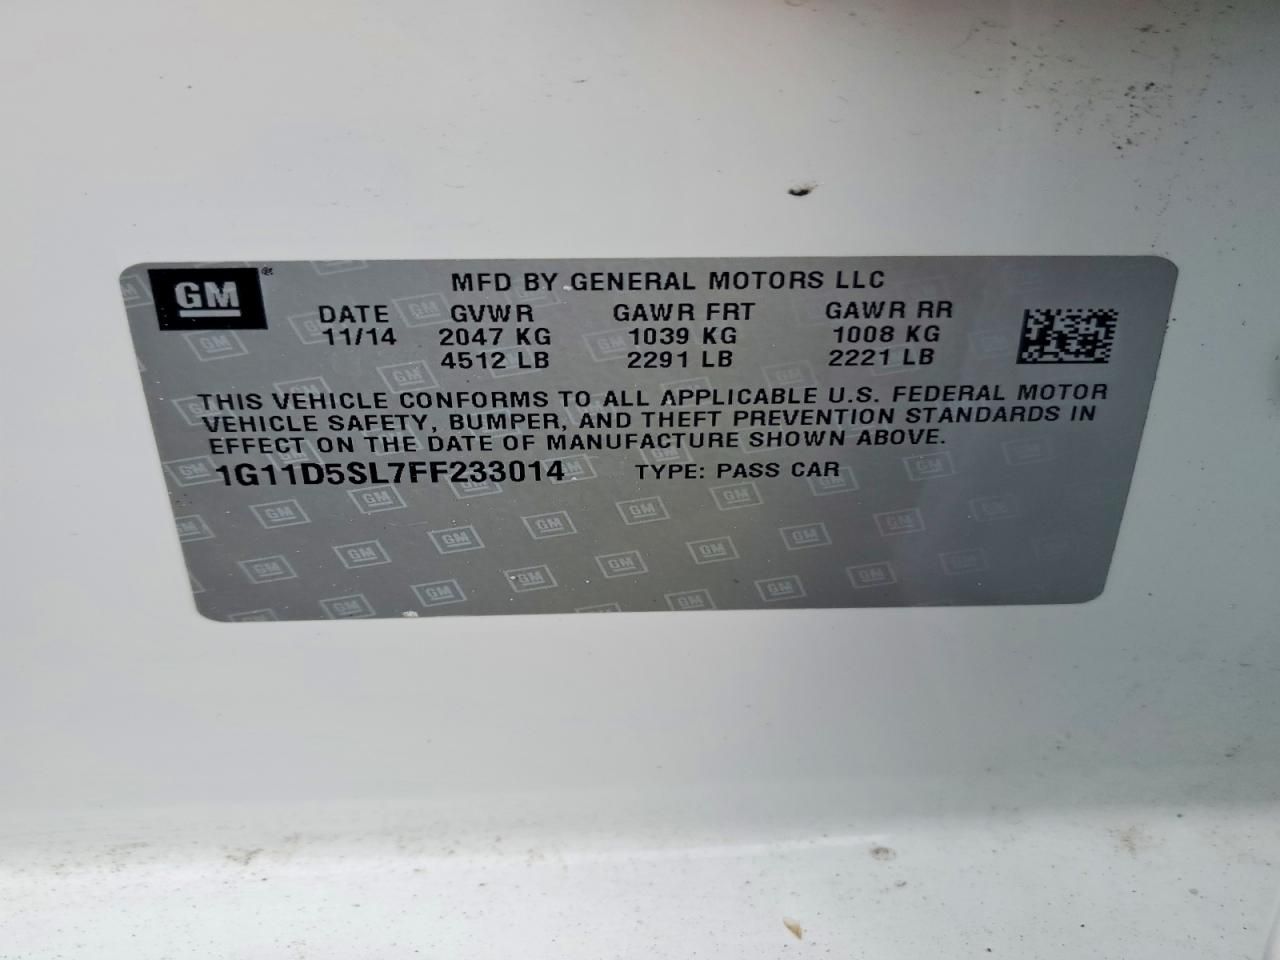 GM®
MFD BY GENERAL MOTORS LLC
DATE GVWR GAWR FRT GAWR RR
11/14 2047 KG 1039 KG 1008 KG
4512 LB 2291 LB 2221 LB
THIS VEHICLE CONFORMS TO ALL APPLICABLE U.S. FEDERAL MOTOR
VEHICLE SAFETY, BUMPER, AND THEFT PREVENTION STANDARDS IN
EFFECT ON THE DATE OF MANUFACTURE SHOWN ABOVE.
1G11D5SL7FF233014 TYPE: PASS CAR